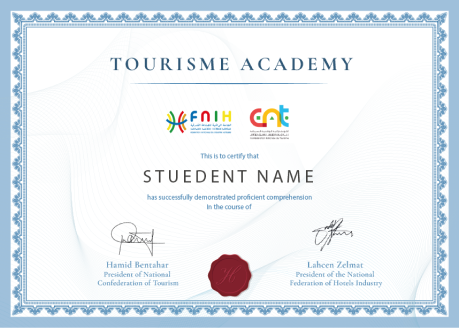 TOURISME ACADEMY
FNIH
cnt
This is to certify that
STUEDENT NAME
has successfully demonstrated proficient comprehension
in the course of
Hamid Bentahar
President of National
Confederation of Tourism
Lahcen Zelmat
President of the National
Federation of Hotels Industry